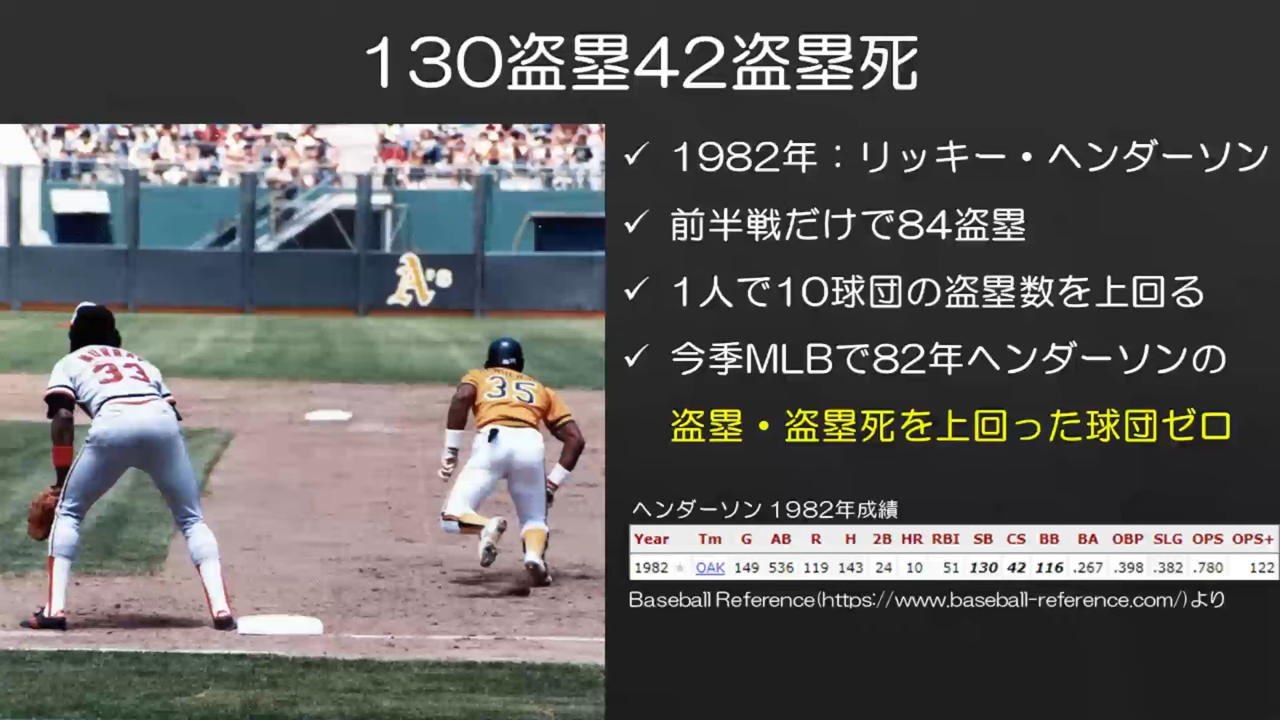 130盗塁42盗塁死
✓ 1982年：リッキー・ヘンダーソン
✓ 前半戦だけで84盗塁
✓ 1人で10球団の盗塁数を上回る
✓ 今季MLBで82年ヘンダーソンの
盗塁・盗塁死を上回った球団ゼロ
A's
33
35
ヘンダーソン 1982年成績
Year Tm G AB R H 2B HR RBI SB CS BB BA OBP SLG OPS OPS+
1982 OAK 149 536 119 143 24 10 51 130 42 116 .267 .398 .382 .780 122
Baseball Reference(https://www.baseball-reference.com/)より